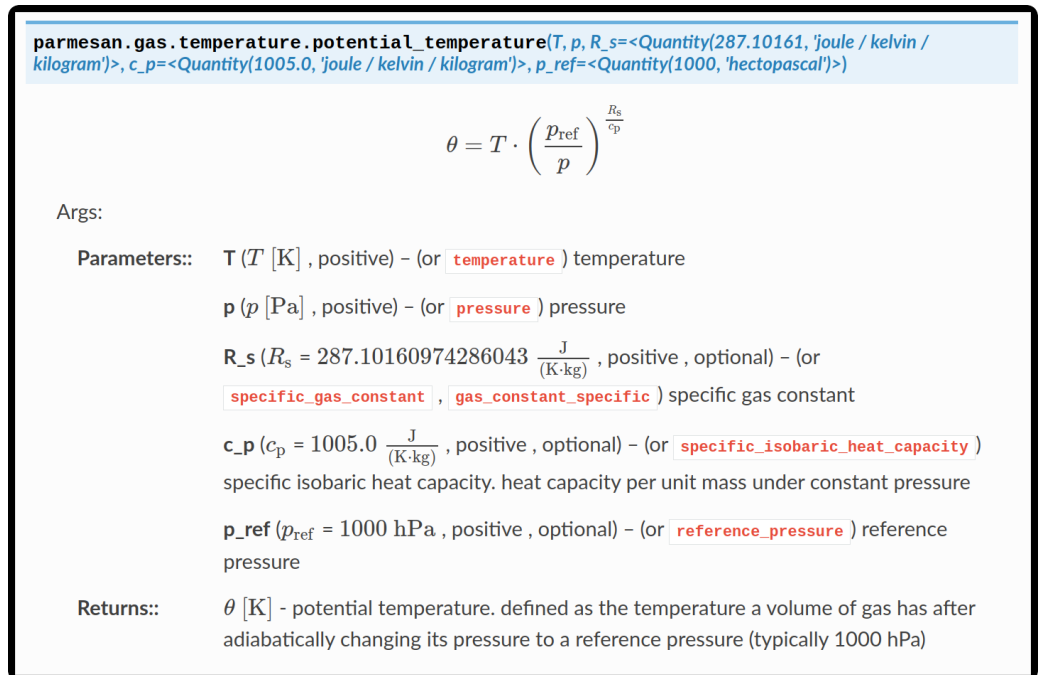 parmesan.gas.temperature.potential_temperature(T, p, R_s=<Quantity(287.10161, 'joule / kelvin /
kilogram')>, c_p=<Quantity(1005.0, 'joule / kelvin / kilogram')>, p_ref=<Quantity(1000, 'hectopascal')>)
θ = T · (p_ref / p)^(R_s / c_p)
Args:
Parameters:: T (T [K] , positive) – (or temperature ) temperature
p (p [Pa] , positive) – (or pressure ) pressure
R_s (R_s = 287.10160974286043 J/(K·kg) , positive , optional) – (or
specific_gas_constant , gas_constant_specific ) specific gas constant
c_p (c_p = 1005.0 J/(K·kg) , positive , optional) – (or specific_isobaric_heat_capacity )
specific isobaric heat capacity. heat capacity per unit mass under constant pressure
p_ref (p_ref = 1000 hPa , positive , optional) – (or reference_pressure ) reference
pressure
Returns:: θ [K] - potential temperature. defined as the temperature a volume of gas has after
adiabatically changing its pressure to a reference pressure (typically 1000 hPa)